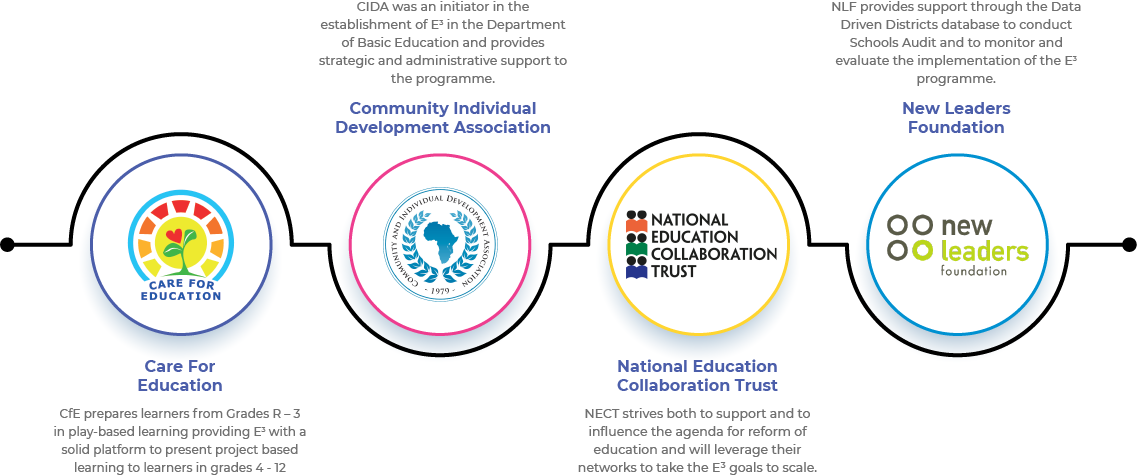 CIDA was an initiator in the
establishment of E³ in the Department
of Basic Education and provides
strategic and administrative support to
the programme.
Community Individual
Development Association
NLF provides support through the Data
Driven Districts database to conduct
Schools Audit and to monitor and
evaluate the implementation of the E³
programme.
New Leaders
Foundation
CARE FOR
EDUCATION
COMMUNITY AND INDIVIDUAL DEVELOPMENT ASSOCIATION
- 1979 -
NATIONAL
EDUCATION
COLLABORATION
TRUST
new
leaders
foundation
Care For
Education
CfE prepares learners from Grades R – 3
in play-based learning providing E³ with a
solid platform to present project based
learning to learners in grades 4 - 12
National Education
Collaboration Trust
NECT strives both to support and to
influence the agenda for reform of
education and will leverage their
networks to take the E³ goals to scale.